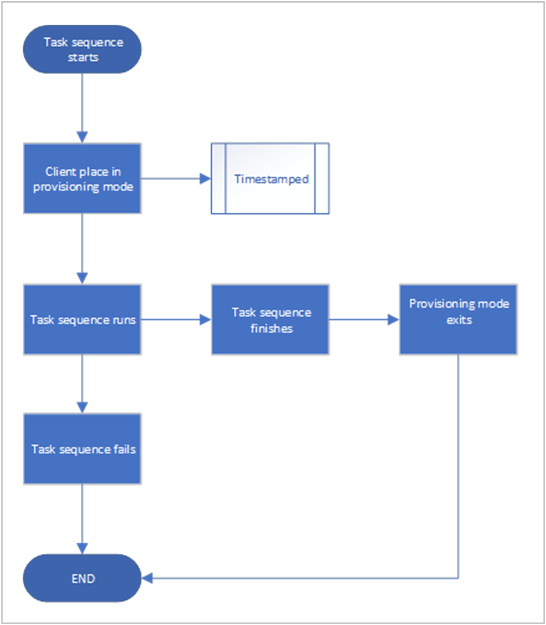 Task sequence
starts
Client place in
provisioning mode
Timestamped
Task sequence runs
Task sequence
finishes
Provisioning mode
exits
Task sequence fails
END